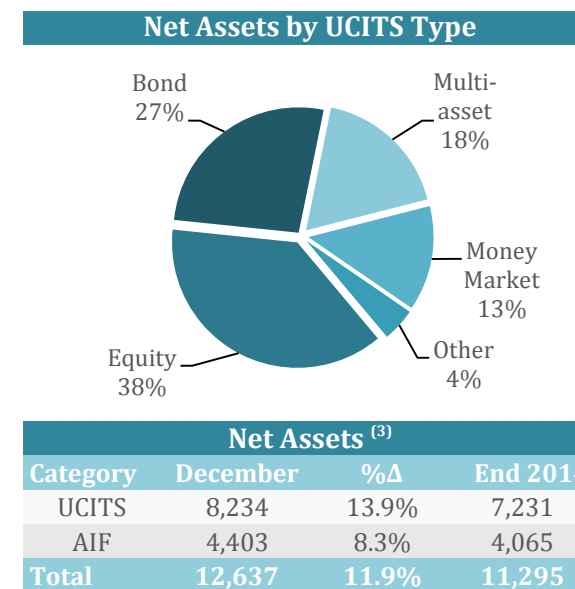 Net Assets by UCITS Type
Bond
27%
Multi-
asset
18%
Money
Market
13%
Other
4%
Equity
38%
Net Assets (3)
Category December %Δ End 201
UCITS 8,234 13.9% 7,231
AIF 4,403 8.3% 4,065
Total 12,637 11.9% 11,295